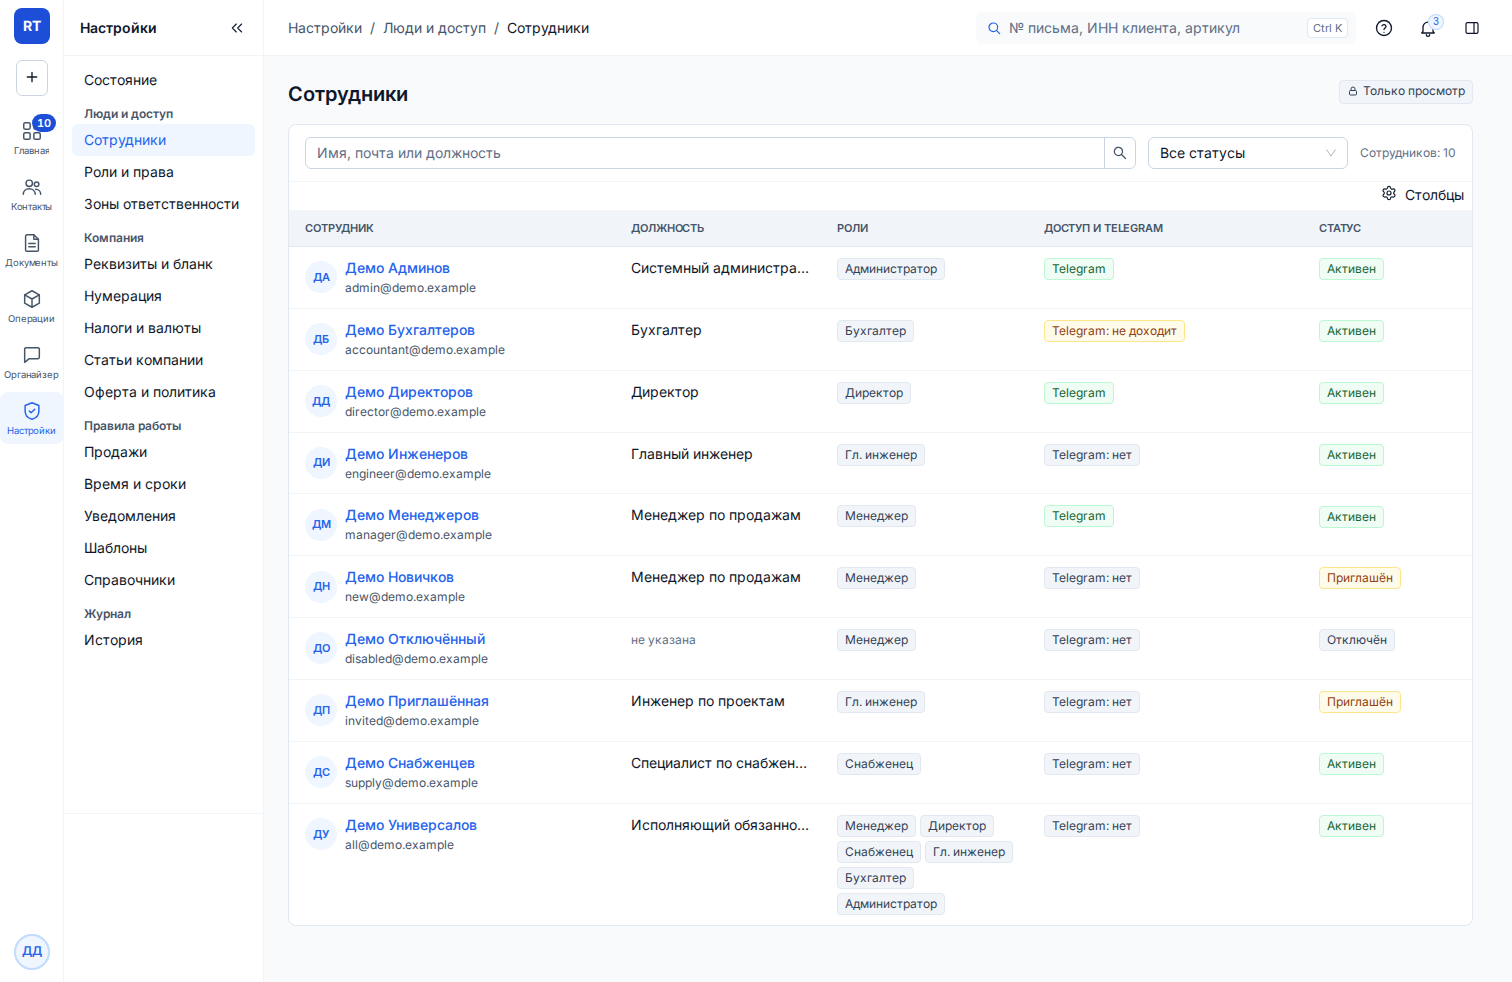 RT
Настройки
Настройки / Люди и доступ / Сотрудники
№ письма, ИНН клиента, артикул
Ctrl K
3
10
Главная
Контакты
Документы
Операции
Органайзер
Настройки
ДД
Состояние
Люди и доступ
Сотрудники
Роли и права
Зоны ответственности
Компания
Реквизиты и бланк
Нумерация
Налоги и валюты
Статьи компании
Оферта и политика
Правила работы
Продажи
Время и сроки
Уведомления
Шаблоны
Справочники
Журнал
История
Сотрудники
Только просмотр
Имя, почта или должность
Все статусы
Сотрудников: 10
Столбцы
СОТРУДНИК ДОЛЖНОСТЬ РОЛИ ДОСТУП И TELEGRAM СТАТУС
ДА Демо Админов Системный администра... Администратор Telegram Активен
admin@demo.example
ДБ Демо Бухгалтеров Бухгалтер Бухгалтер Telegram: не доходит Активен
accountant@demo.example
ДД Демо Директоров Директор Директор Telegram Активен
director@demo.example
ДИ Демо Инженеров Главный инженер Гл. инженер Telegram: нет Активен
engineer@demo.example
ДМ Демо Менеджеров Менеджер по продажам Менеджер Telegram Активен
manager@demo.example
ДН Демо Новичков Менеджер по продажам Менеджер Telegram: нет Приглашён
new@demo.example
ДО Демо Отключённый не указана Менеджер Telegram: нет Отключён
disabled@demo.example
ДП Демо Приглашённая Инженер по проектам Гл. инженер Telegram: нет Приглашён
invited@demo.example
ДС Демо Снабженцев Специалист по снабжен... Снабженец Telegram: нет Активен
supply@demo.example
ДУ Демо Универсалов Исполняющий обязанно... Менеджер Директор Telegram: нет Активен
all@demo.example Снабженец Гл. инженер
Бухгалтер
Администратор